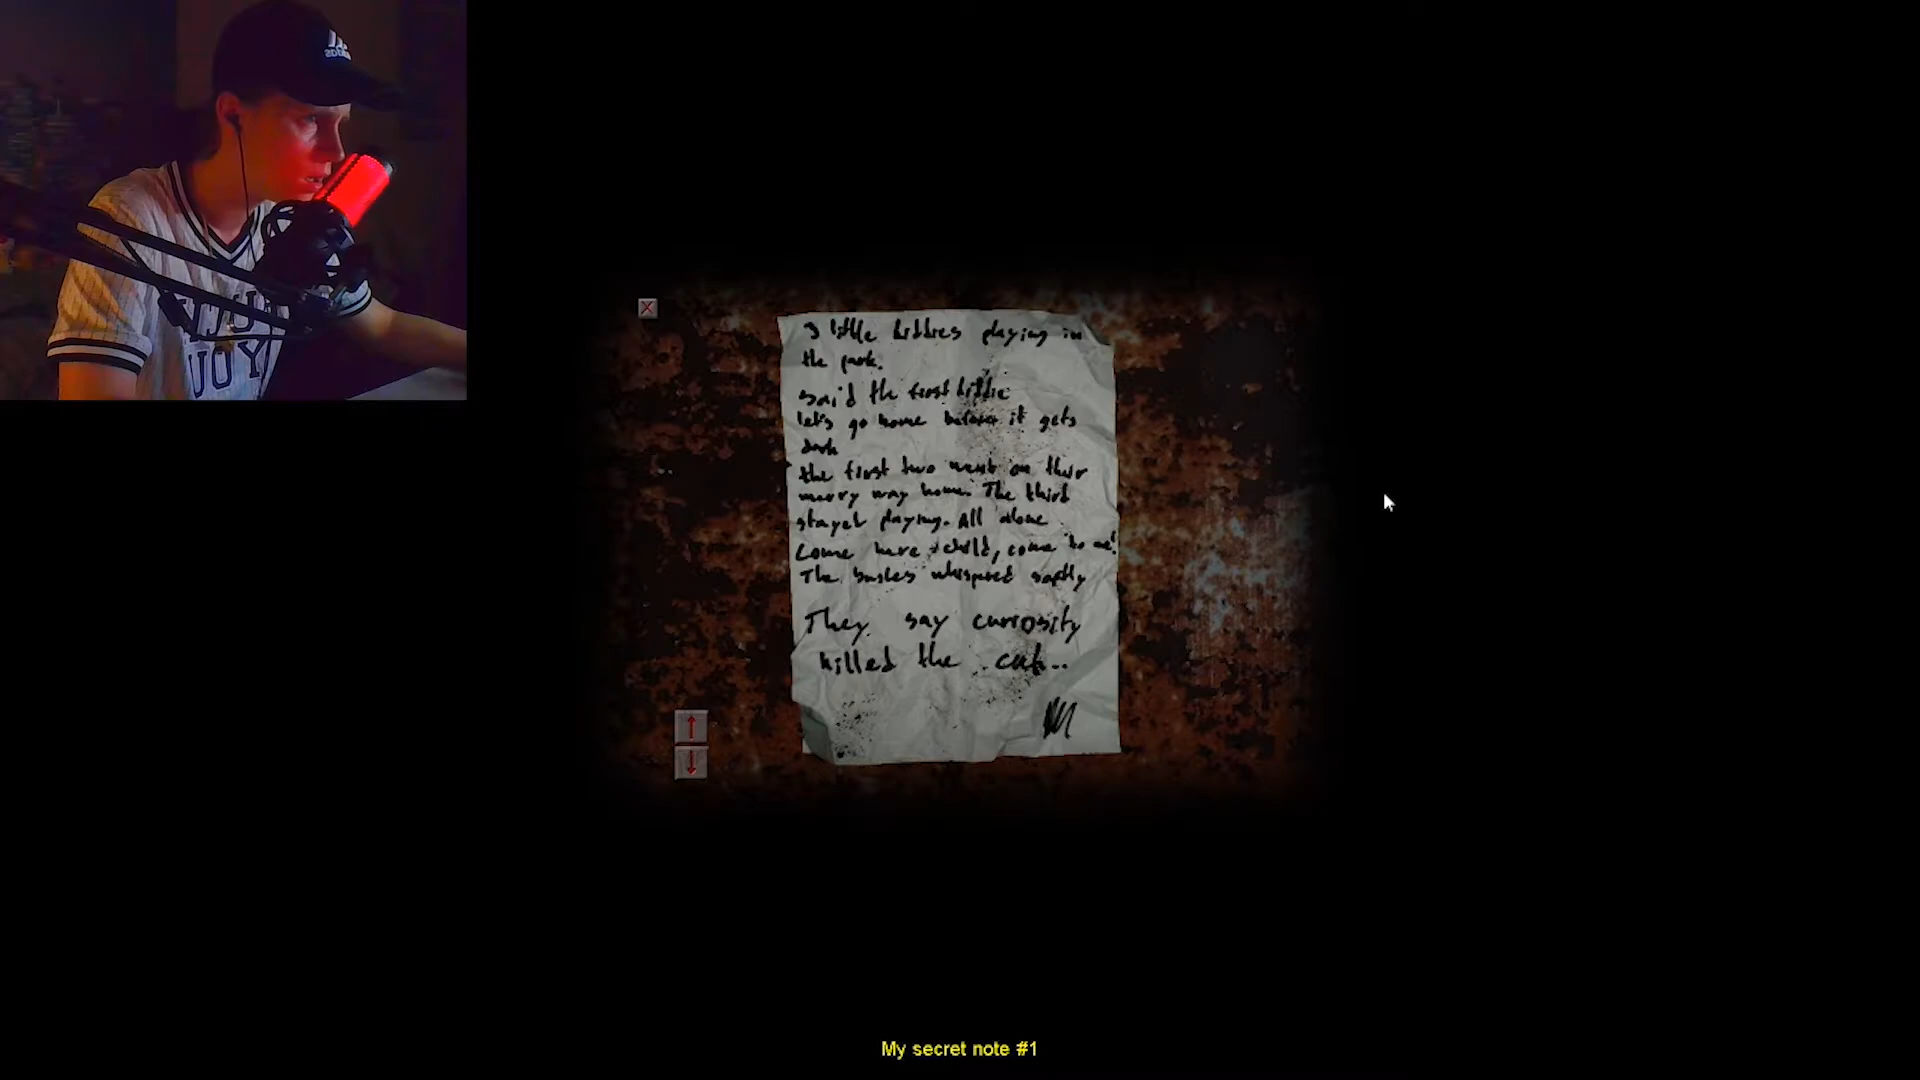 adidas
3 little kiddies playing in
the park.
said the first kiddie
let's go home before it gets
dark
the first two went on their
merry way home. The third
stayed playing. All alone
Come here child, come to me!
The bushes whispered softly
They say curiosity
killed the cat..
My secret note #1